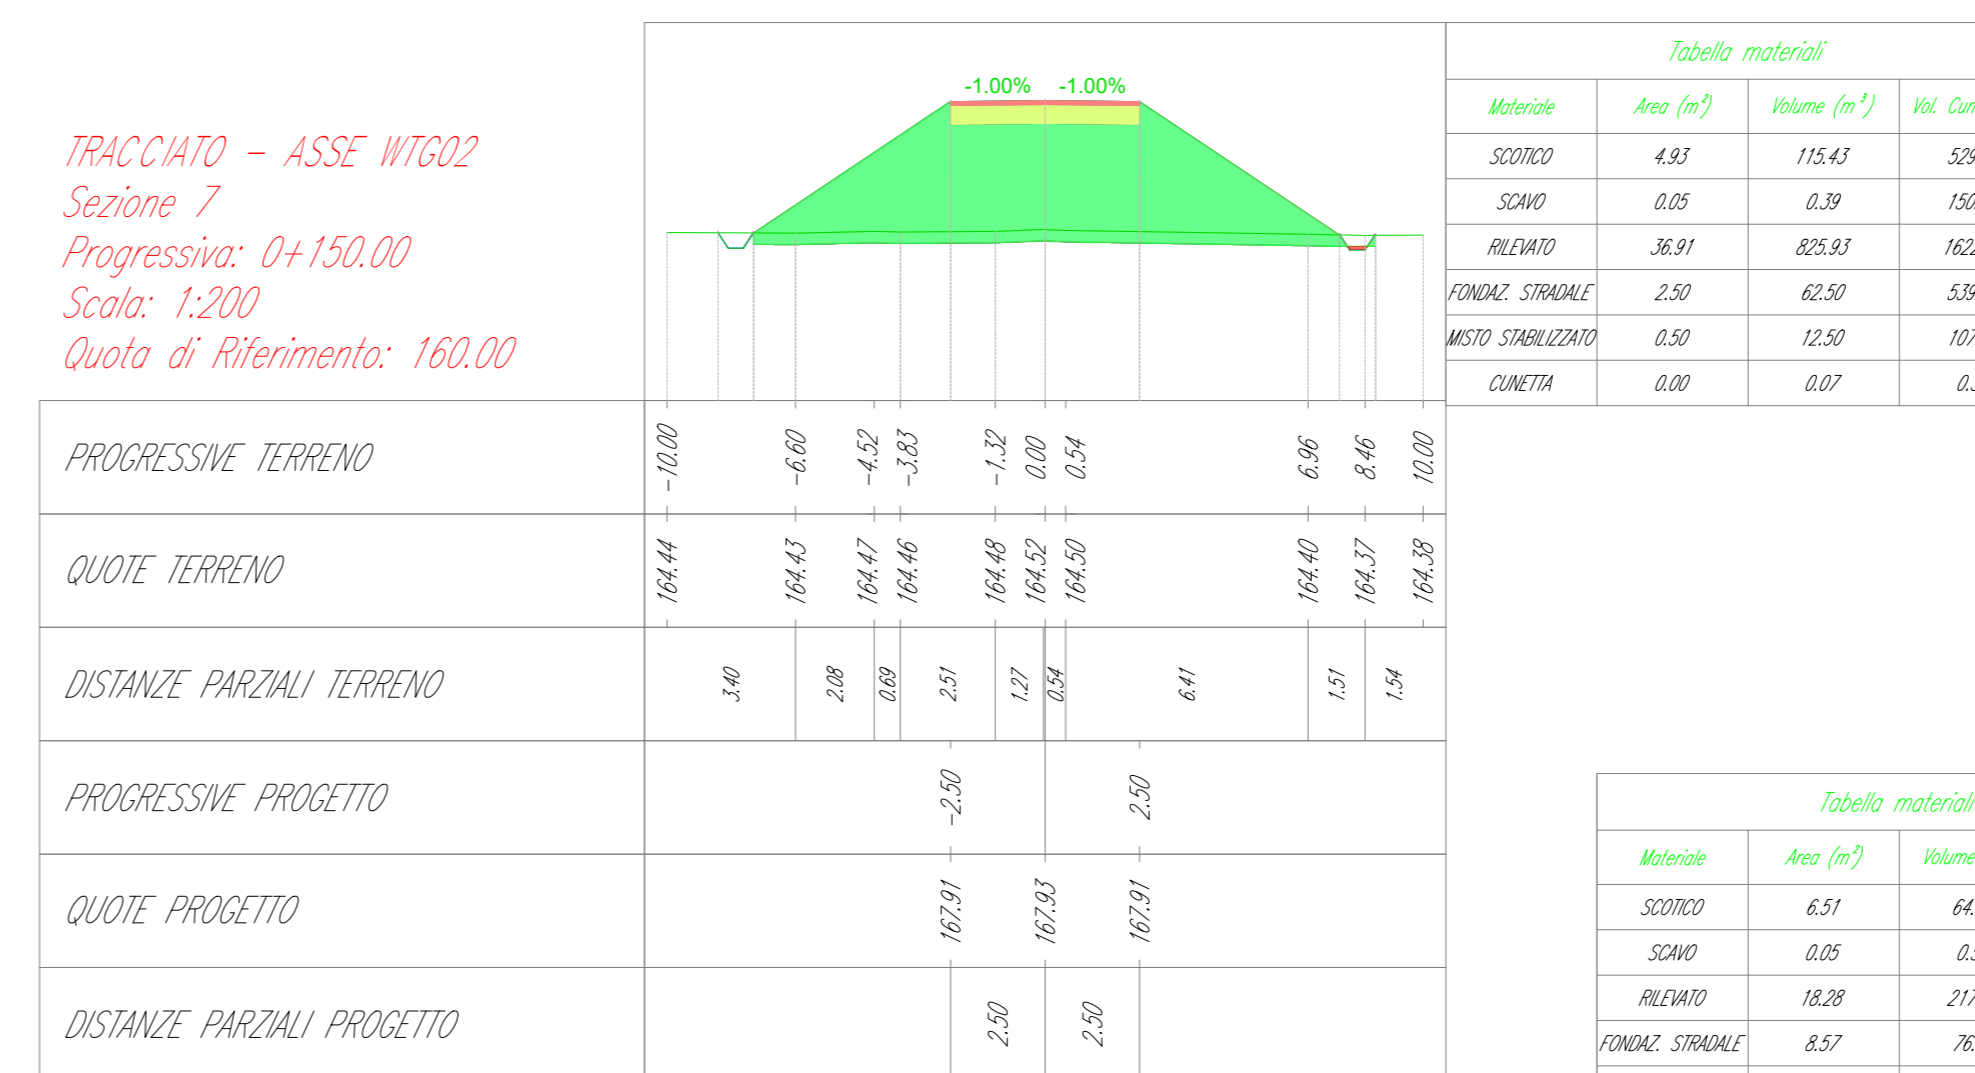 TRACCIATO - ASSE WTG02
Sezione 7
Progressiva: 0+150.00
Scala: 1:200
Quota di Riferimento: 160.00
-1.00% -1.00%
Tabella materiali
Materiale Area (m²) Volume (m³) Vol.
SCOTICO 4.93 115.43
SCAVO 0.05 0.39
RILEVATO 36.91 825.93
FONDAZ. STRADALE 2.50 62.50
MISTO STABILIZZATO 0.50 12.50
CUNETTA 0.00 0.07
PROGRESSIVE TERRENO -10.00 -6.60 -4.52 -3.83 -1.32 0.00 0.54 6.96 8.46 10.00
QUOTE TERRENO 164.44 164.43 164.47 164.46 164.48 164.52 164.50 164.40 164.37 164.38
DISTANZE PARZIALI TERRENO 3.40 2.08 0.69 2.51 1.27 0.54 6.41 1.51 1.54
PROGRESSIVE PROGETTO -2.50 2.50
QUOTE PROGETTO 167.91 167.93 167.91
DISTANZE PARZIALI PROGETTO 2.50 2.50
Tabella materiali
Materiale Area (m²) Volume
SCOTICO 6.51
SCAVO 0.05
RILEVATO 18.28
FONDAZ. STRADALE 8.57